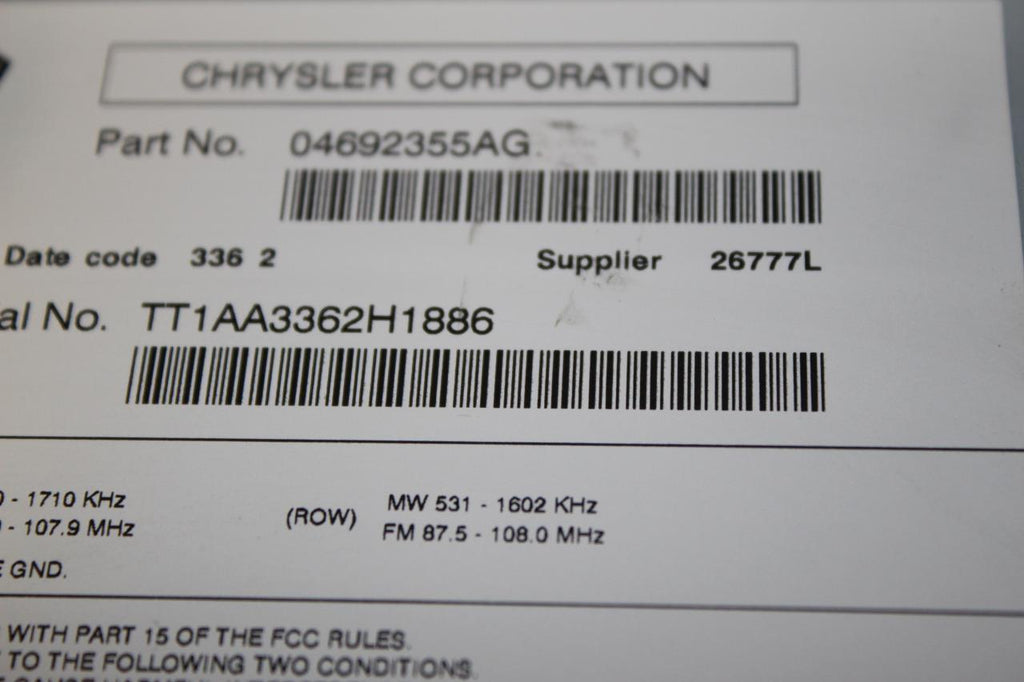 CHRYSLER CORPORATION
Part No. 04692355AG
Date code 336 2 Supplier 26777L
al No. TT1AA3362H1886
0 - 1710 KHz (ROW) MW 531 - 1602 KHz
- 107.9 MHz FM 87.5 - 108.0 MHz
E GND.
WITH PART 15 OF THE FCC RULES.
TO THE FOLLOWING TWO CONDITIONS.